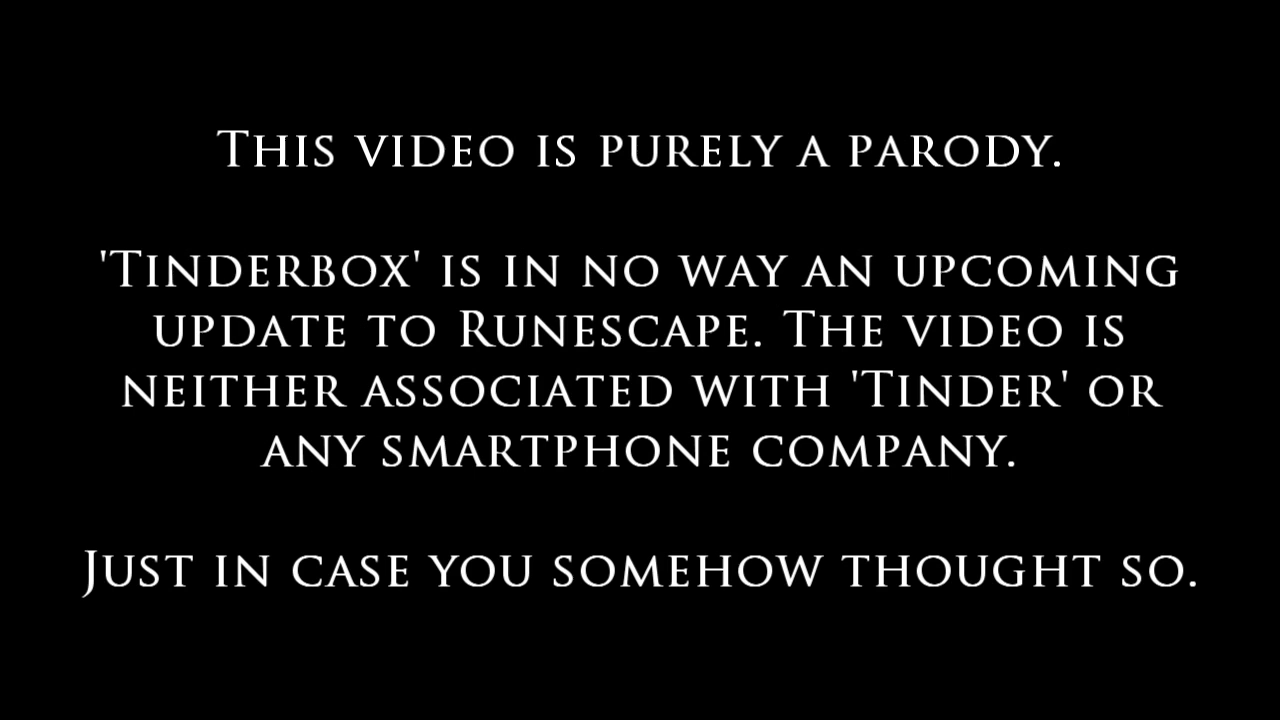 This video is purely a parody.
'Tinderbox' is in no way an upcoming
update to Runescape. The video is
neither associated with 'Tinder' or
any smartphone company.
Just in case you somehow thought so.